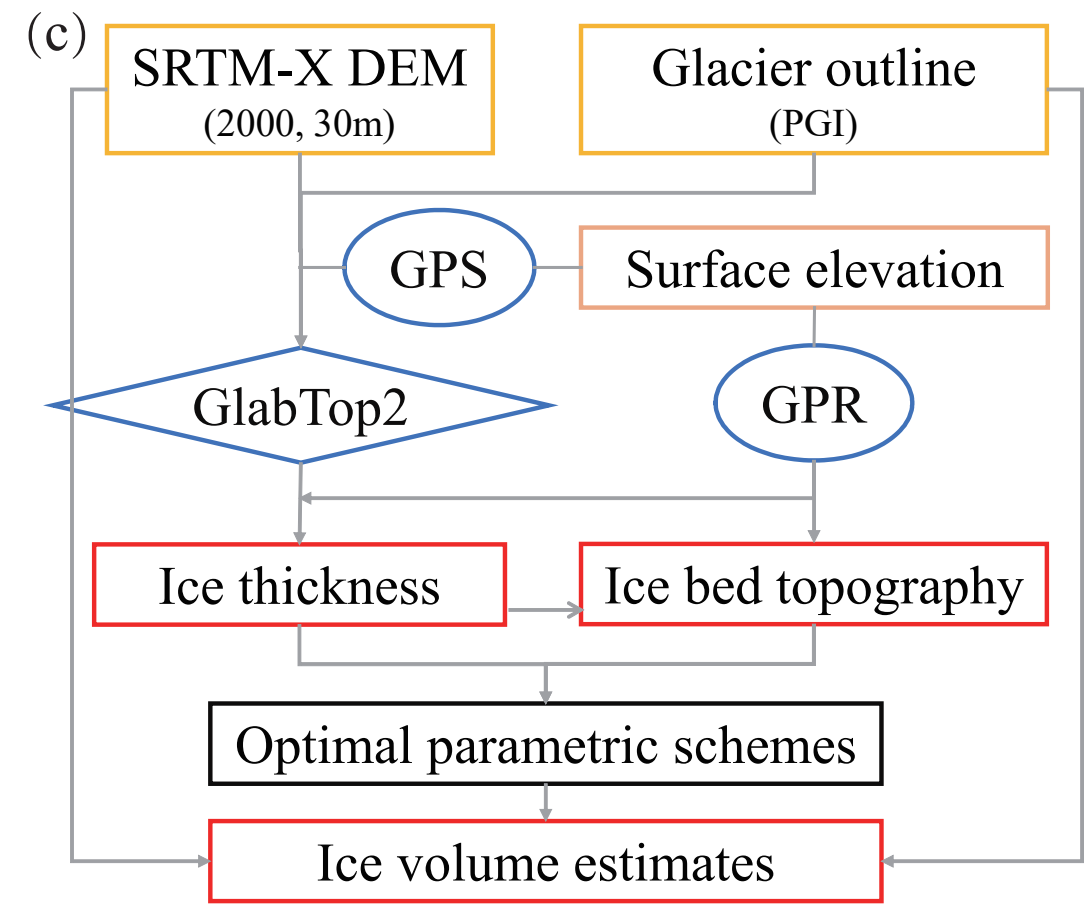 (c)
SRTM-X DEM
(2000, 30m)
Glacier outline
(PGI)
GPS
Surface elevation
GlabTop2
GPR
Ice thickness
Ice bed topography
Optimal parametric schemes
Ice volume estimates